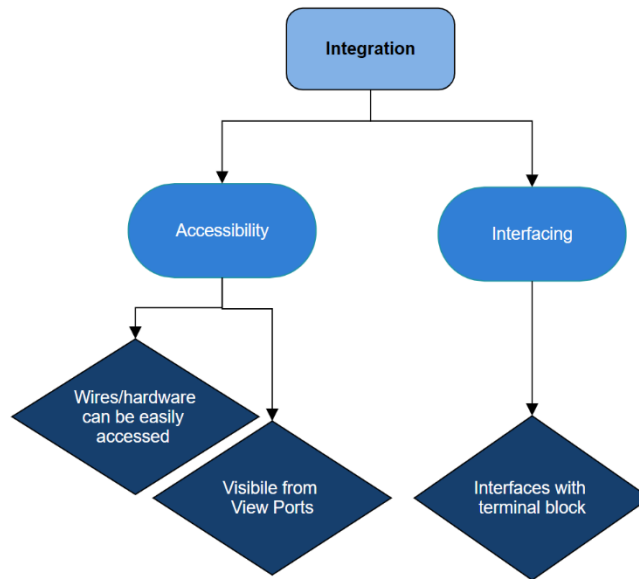 Integration
Accessibility
Interfacing
Wires/hardware
can be easily
accessed
Visibile from
View Ports
Interfaces with
terminal block